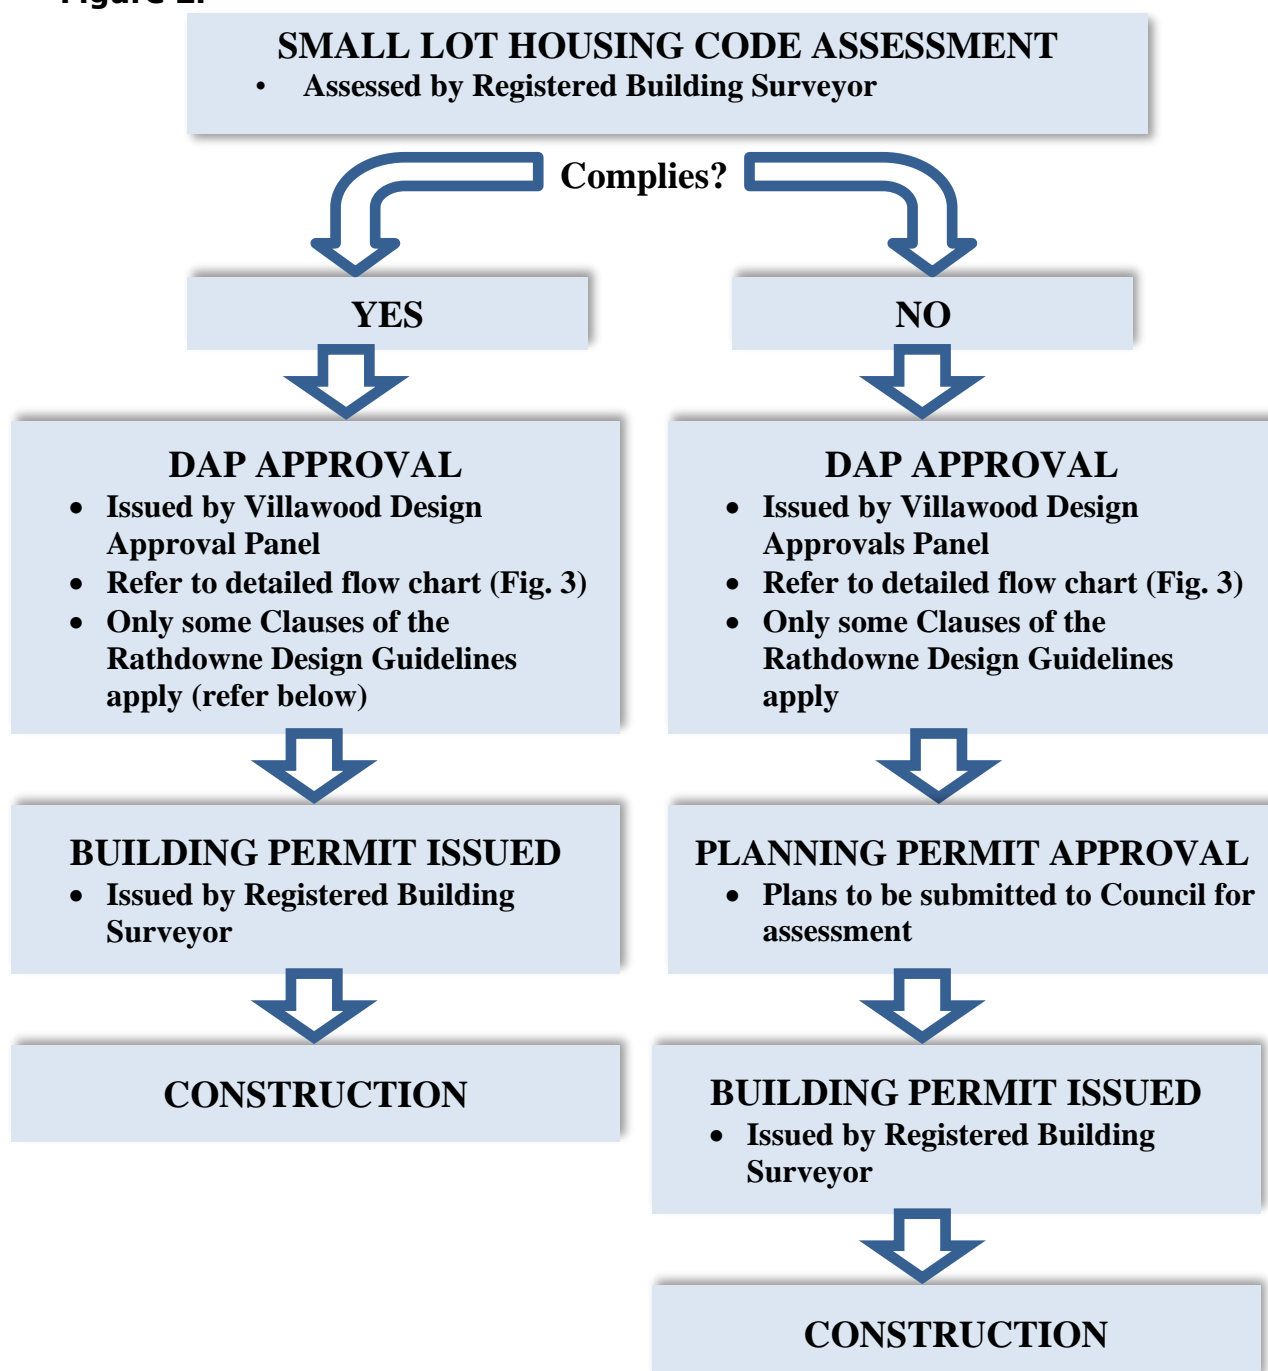 Figure 2.
SMALL LOT HOUSING CODE ASSESSMENT
• Assessed by Registered Building Surveyor
Complies?
YES
NO
DAP APPROVAL
• Issued by Villawood Design
Approval Panel
• Refer to detailed flow chart (Fig. 3)
• Only some Clauses of the
Rathdowne Design Guidelines
apply (refer below)
DAP APPROVAL
• Issued by Villawood Design
Approvals Panel
• Refer to detailed flow chart (Fig. 3)
• Only some Clauses of the
Rathdowne Design Guidelines
apply
BUILDING PERMIT ISSUED
• Issued by Registered Building
Surveyor
PLANNING PERMIT APPROVAL
• Plans to be submitted to Council for
assessment
CONSTRUCTION
BUILDING PERMIT ISSUED
• Issued by Registered Building
Surveyor
CONSTRUCTION